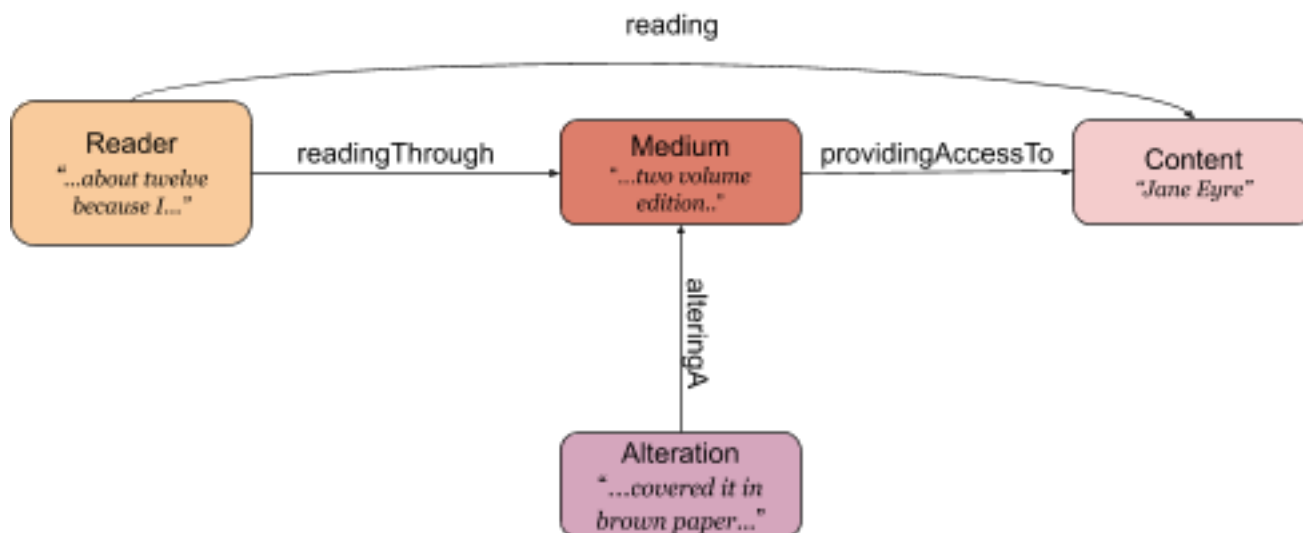 reading
Reader
“...about twelve
because I...”
readingThrough
Medium
“...two volume
edition..”
providingAccessTo
Content
“Jane Eyre”
alteringA
Alteration
“...covered it in
brown paper...”